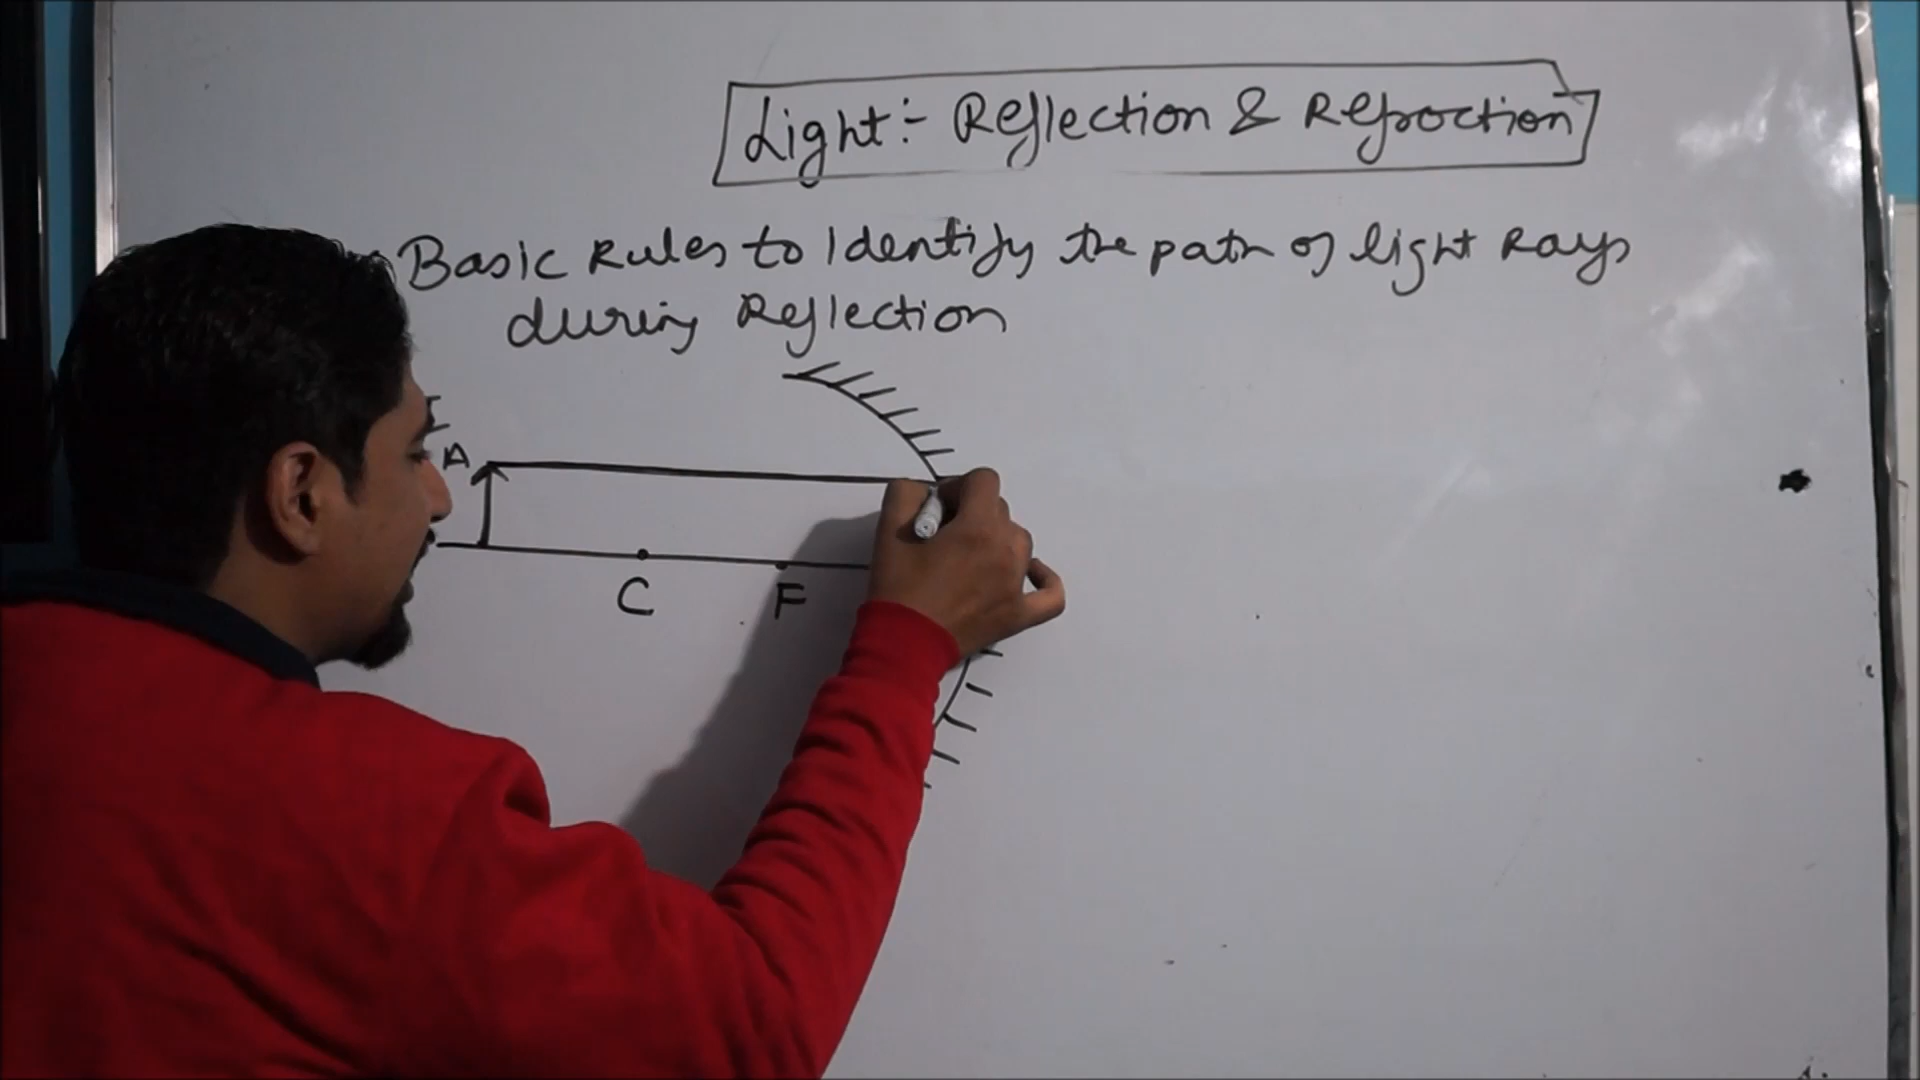 Light:- Reflection & Refraction
Basic Rules to Identify the path of light Rays
during Reflection
I
A
C
F